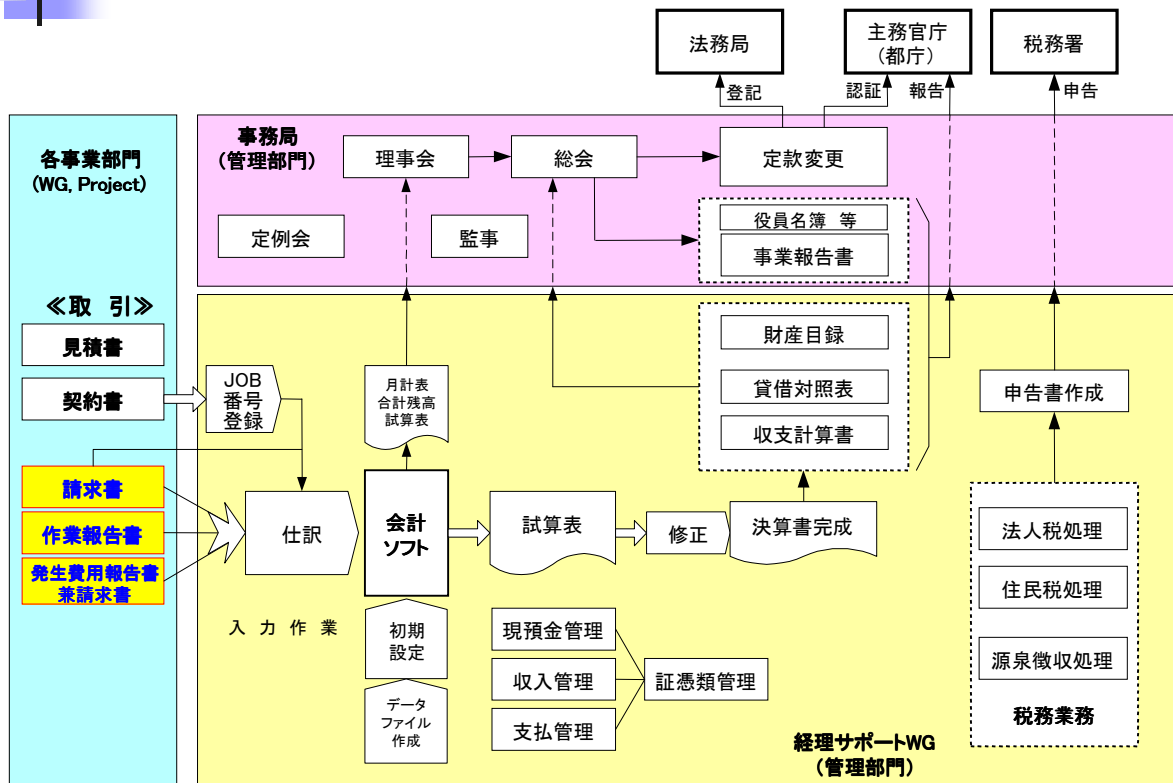 法務局
主務官庁
(都庁)
税務署
登記
認証
報告
申告
各事業部門
(WG, Project)
事務局
(管理部門)
理事会
総会
定款変更
定例会
監事
役員名簿 等
事業報告書
≪取 引≫
見積書
契約書
JOB
番号
登録
月計表
合計残高
試算表
財産目録
貸借対照表
収支計算書
申告書作成
請求書
作業報告書
発生費用報告書
兼請求書
仕訳
会計
ソフト
試算表
修正
決算書完成
法人税処理
住民税処理
源泉徴収処理
税務業務
入 力 作 業
初期
設定
データ
ファイル
作成
現預金管理
収入管理
支払管理
証憑類管理
経理サポートWG
(管理部門)